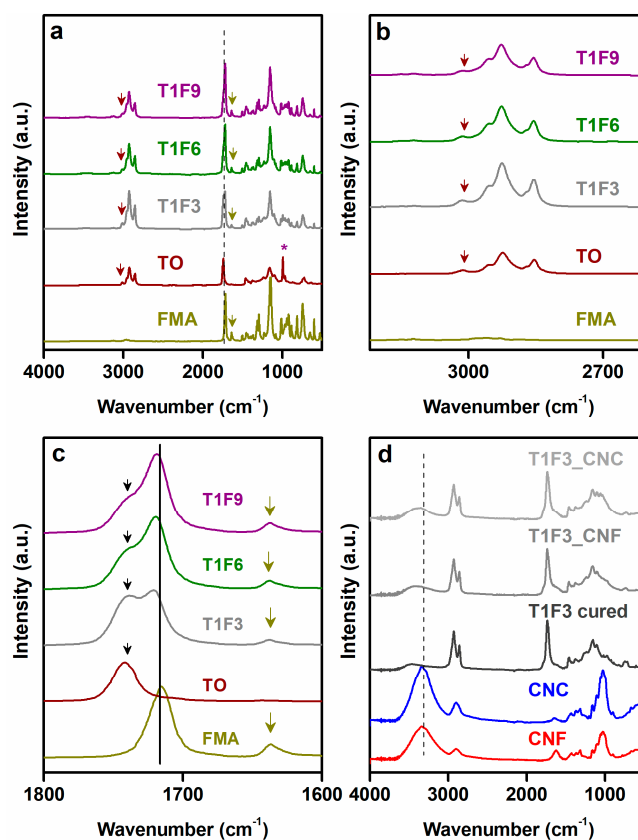 a
T1F9
T1F6
T1F3
TO
*
FMA
Intensity (a.u.)
4000 3000 2000 1000
Wavenumber (cm⁻¹)
b
T1F9
T1F6
T1F3
TO
FMA
Intensity (a.u.)
3000 2700
Wavenumber (cm⁻¹)
c
T1F9
T1F6
T1F3
TO
FMA
Intensity (a.u.)
1800 1700 1600
Wavenumber (cm⁻¹)
d
T1F3_CNC
T1F3_CNF
T1F3 cured
CNC
CNF
Intensity (a.u.)
4000 3000 2000 1000
Wavenumber (cm⁻¹)